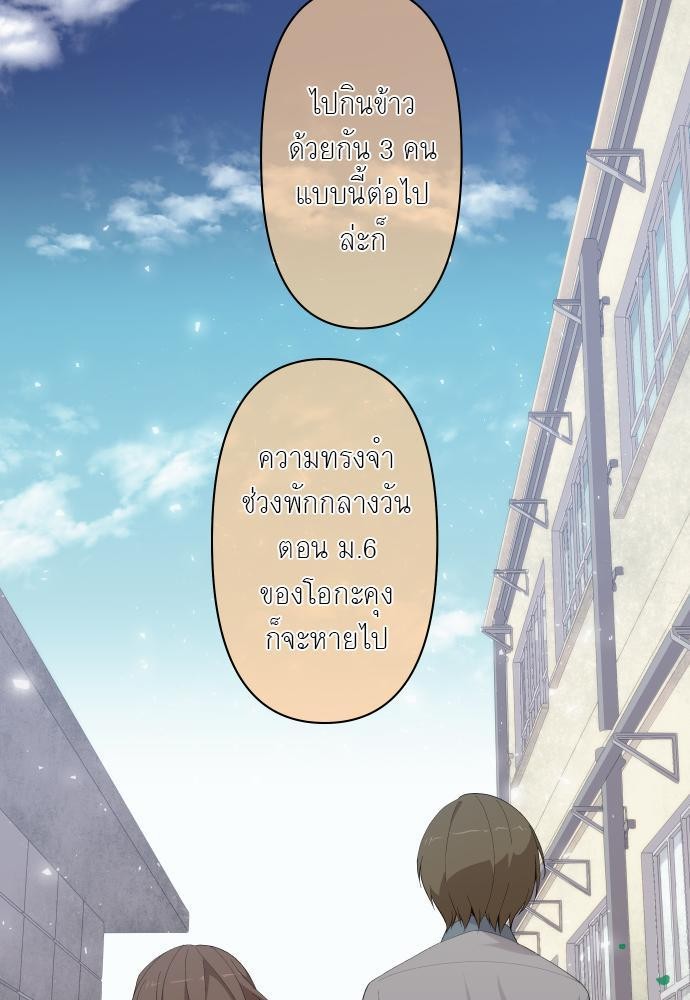 ไปกินข้าว
ด้วยกัน 3 คน
แบบนี้ต่อไป
ล่ะก็
ความทรงจำ
ช่วงพักกลางวัน
ตอน ม.6
ของโอกะคุง
ก็จะหายไป